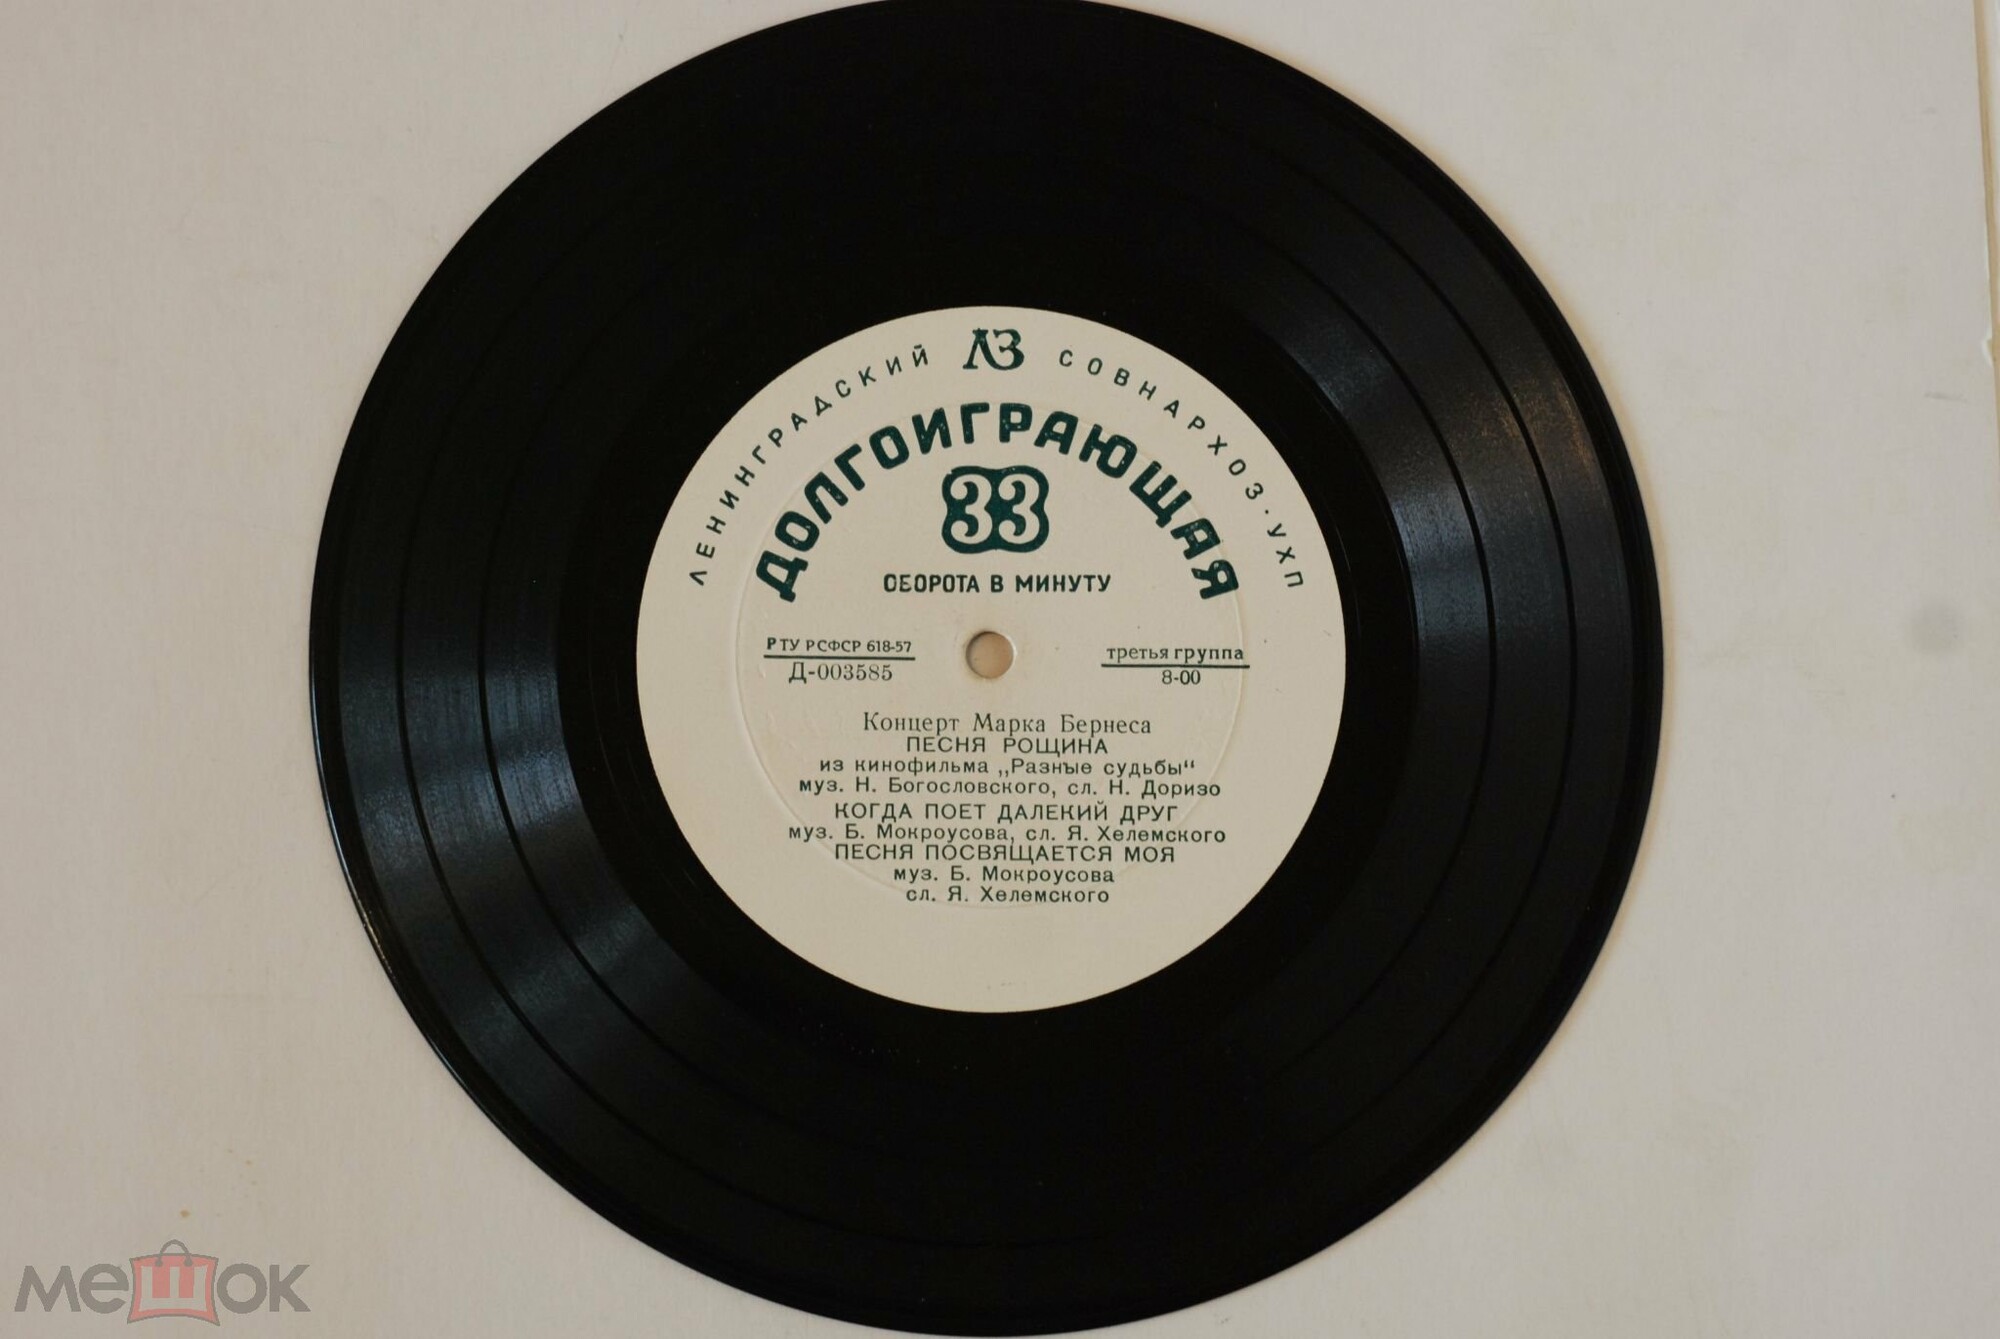 ЛЕНИНГРАДСКИЙ ЛЗ СОВНАРХОЗ · УХП
ДОЛГОИГРАЮЩАЯ
33
ОБОРОТА В МИНУТУ
РТУ РСФСР 618-57
Д-003585
третья группа
8-00
Концерт Марка Бернеса
ПЕСНЯ РОЩИНА
из кинофильма „Разные судьбы“
муз. Н. Богословского, сл. Н. Доризо
КОГДА ПОЕТ ДАЛЕКИЙ ДРУГ
муз. Б. Мокроусова, сл. Я. Хелемского
ПЕСНЯ ПОСВЯЩАЕТСЯ МОЯ
муз. Б. Мокроусова
сл. Я. Хелемского
мешок